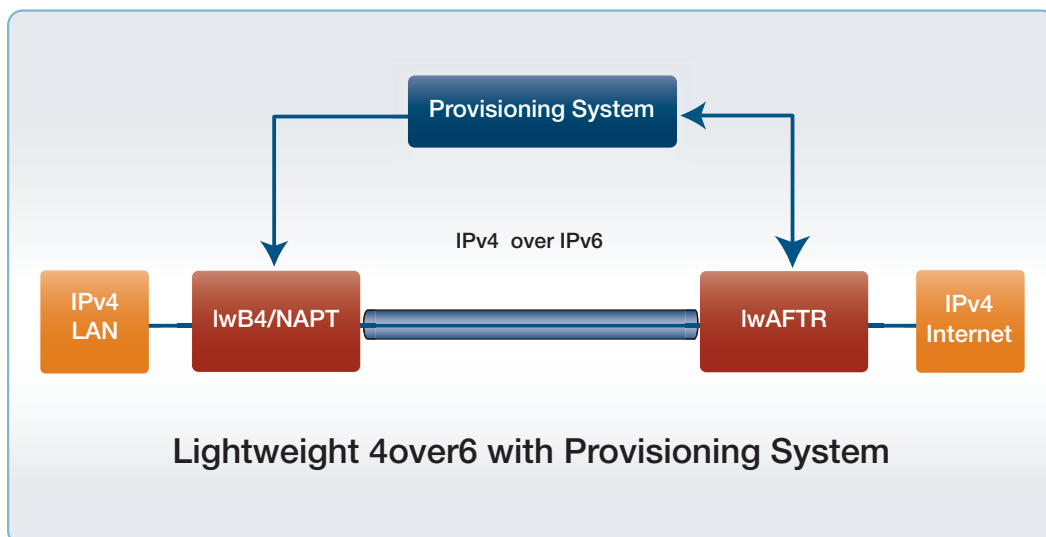 Provisioning System
IPv4 over IPv6
IPv4
LAN
lwB4/NAPT
lwAFTR
IPv4
Internet
Lightweight 4over6 with Provisioning System